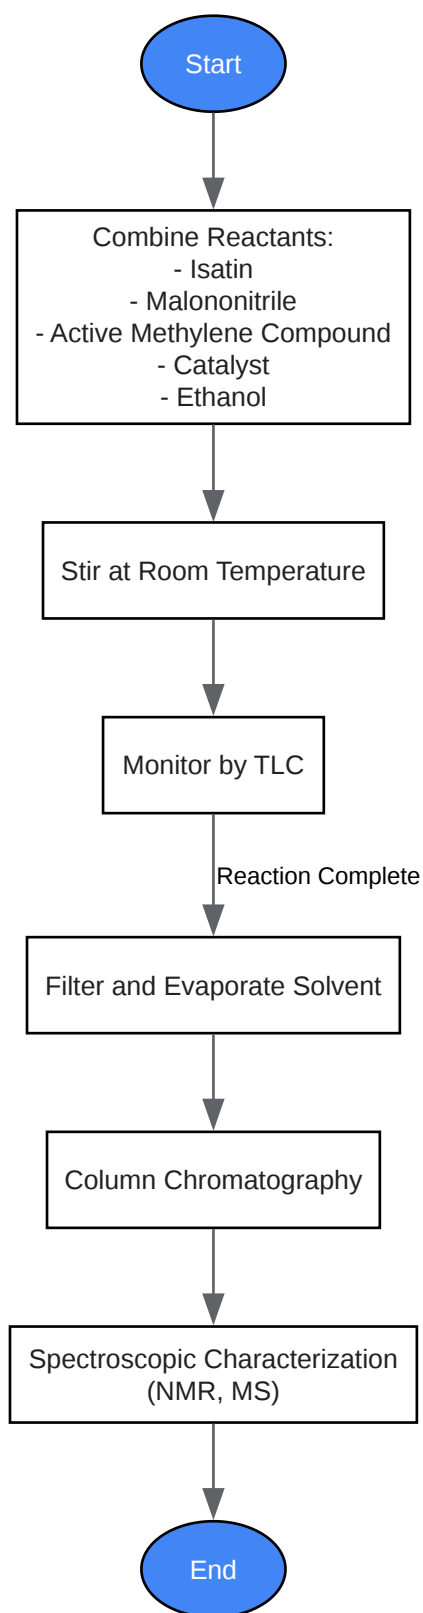 Start
Combine Reactants:
- Isatin
- Malononitrile
- Active Methylene Compound
- Catalyst
- Ethanol
Stir at Room Temperature
Monitor by TLC
Reaction Complete
Filter and Evaporate Solvent
Column Chromatography
Spectroscopic Characterization
(NMR, MS)
End